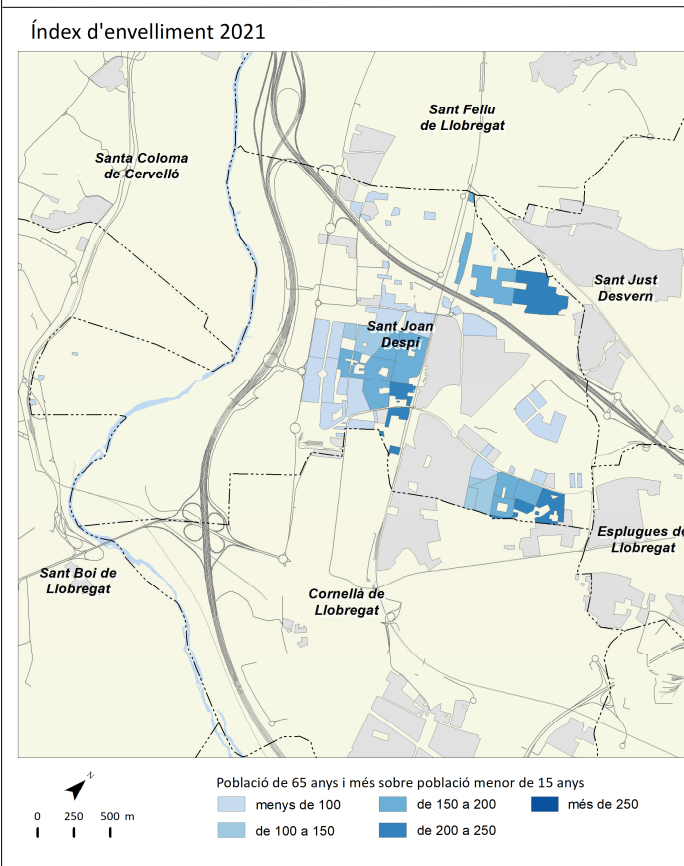 Índex d'envelliment 2021
Sant Feliu
de Llobregat
Santa Coloma
de Cervelló
Sant Just
Desvern
Sant Joan
Despí
Esplugues de
Llobregat
Sant Boi de
Llobregat
Cornellà de
Llobregat
N
Població de 65 anys i més sobre població menor de 15 anys
0 250 500 m
menys de 100
de 150 a 200
més de 250
de 100 a 150
de 200 a 250